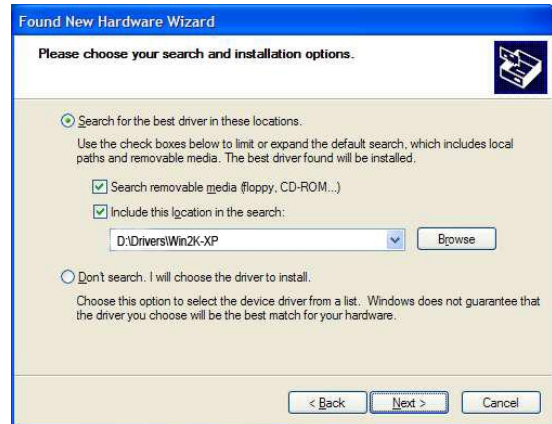 Found New Hardware Wizard
Please choose your search and installation options.
Search for the best driver in these locations.
Use the check boxes below to limit or expand the default search, which includes local
paths and removable media. The best driver found will be installed.
Search removable media (floppy, CD-ROM...)
Include this location in the search:
D:\Drivers\Win2K-XP
Browse
Don't search. I will choose the driver to install.
Choose this option to select the device driver from a list. Windows does not guarantee that
the driver you choose will be the best match for your hardware.
< Back Next > Cancel